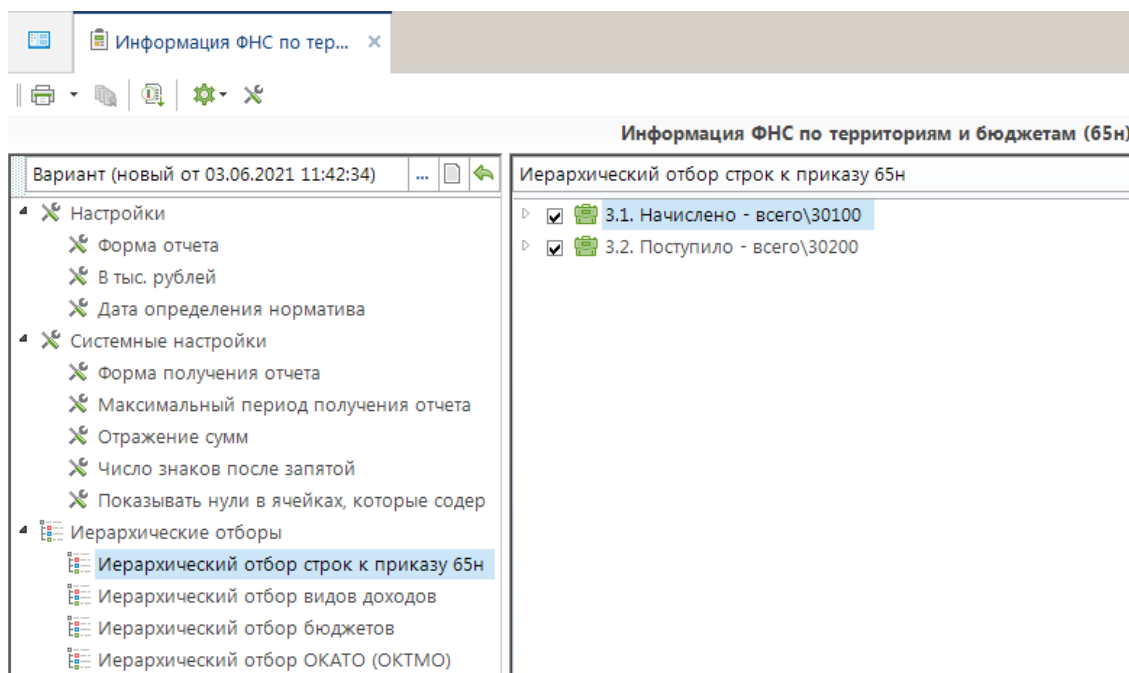 Информация ФНС по тер...
Информация ФНС по территориям и бюджетам (65н)
Вариант (новый от 03.06.2021 11:42:34) ...
Настройки
Форма отчета
В тыс. рублей
Дата определения норматива
Системные настройки
Форма получения отчета
Максимальный период получения отчета
Отражение сумм
Число знаков после запятой
Показывать нули в ячейках, которые содер
Иерархические отборы
Иерархический отбор строк к приказу 65н
Иерархический отбор видов доходов
Иерархический отбор бюджетов
Иерархический отбор ОКАТО (ОКТМО)
Иерархический отбор строк к приказу 65н
3.1. Начислено - всего\30100
3.2. Поступило - всего\30200